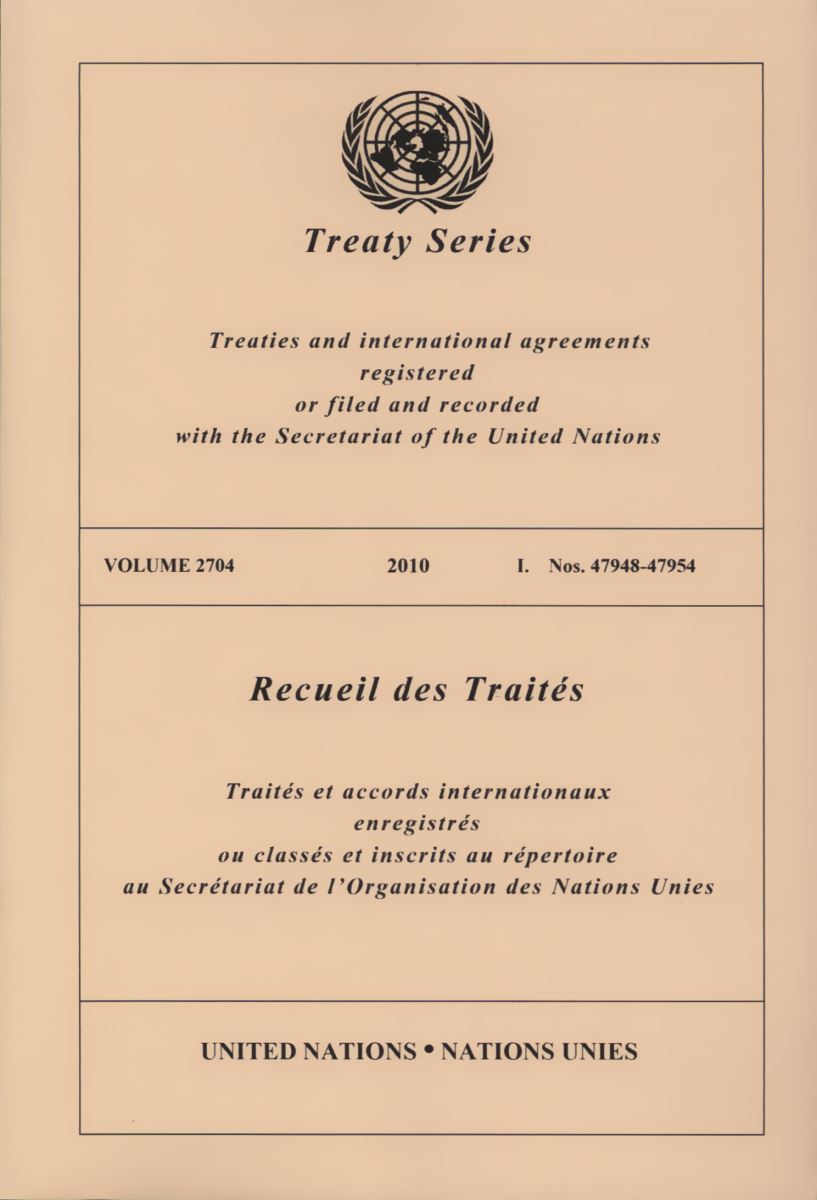 Treaty Series
Treaties and international agreements
registered
or filed and recorded
with the Secretariat of the United Nations
VOLUME 2704 2010 I. Nos. 47948-47954
Recueil des Traités
Traités et accords internationaux
enregistrés
ou classés et inscrits au répertoire
au Secrétariat de l’Organisation des Nations Unies
UNITED NATIONS • NATIONS UNIES